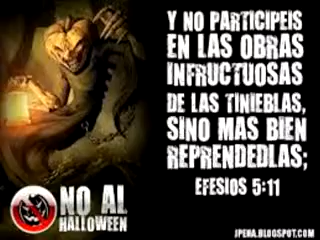 Y NO PARTICIPEIS
EN LAS OBRAS
INFRUCTUOSAS
DE LAS TINIEBLAS,
SINO MAS BIEN
REPRENDEDLAS;
EFESIOS 5:11
NO AL
HALLOWEEN
JPENA.BLOGSPOT.COM